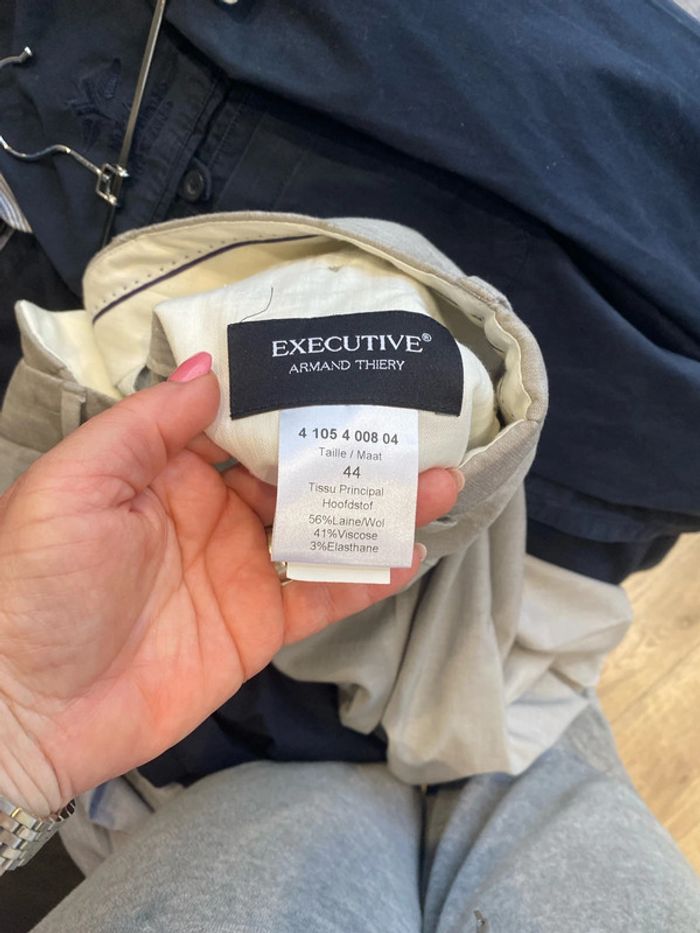 EXECUTIVE®
ARMAND THIERY
4 105 4 008 04
Taille / Maat
44
Tissu Principal
Hoofdstof
56%Laine/Wol
41%Viscose
3%Elasthane